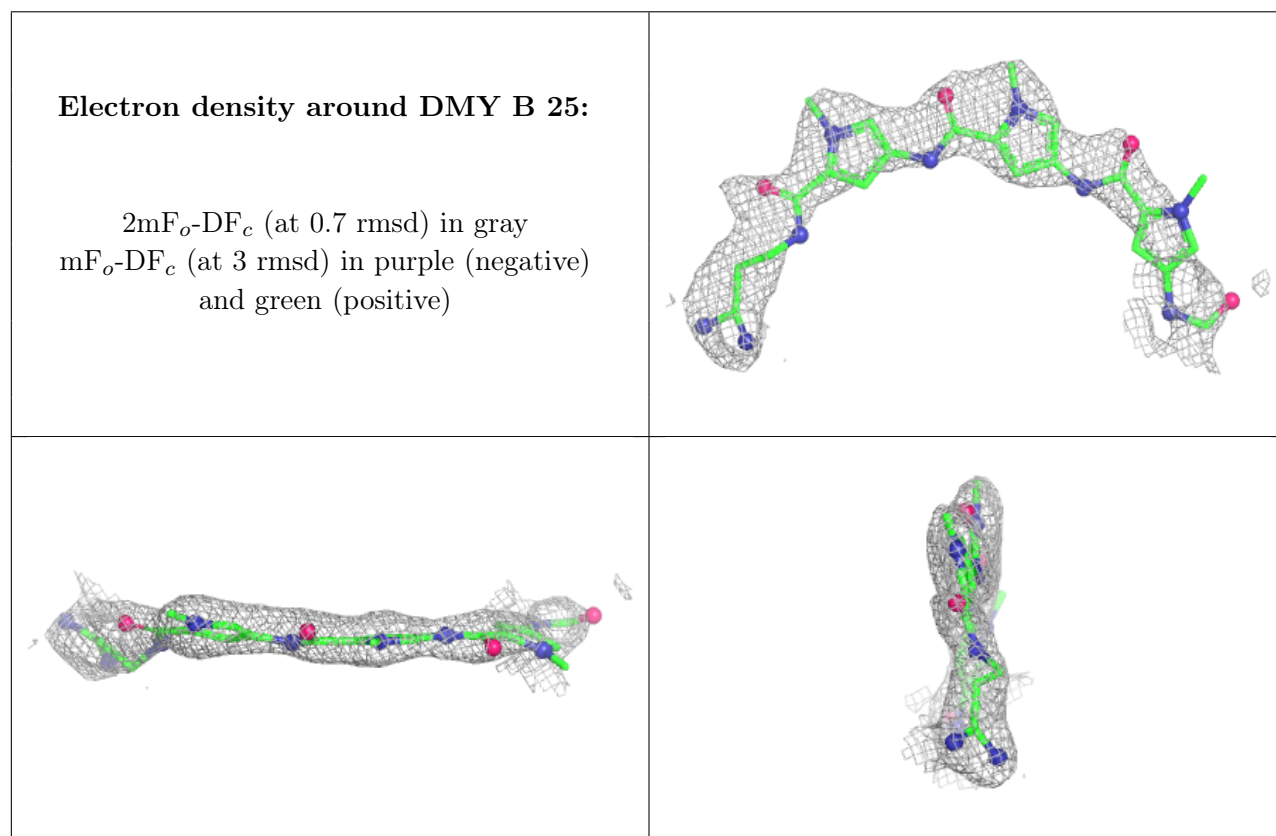 Electron density around DMY B 25:
2mFo-DFc (at 0.7 rmsd) in gray
mFo-DFc (at 3 rmsd) in purple (negative)
and green (positive)